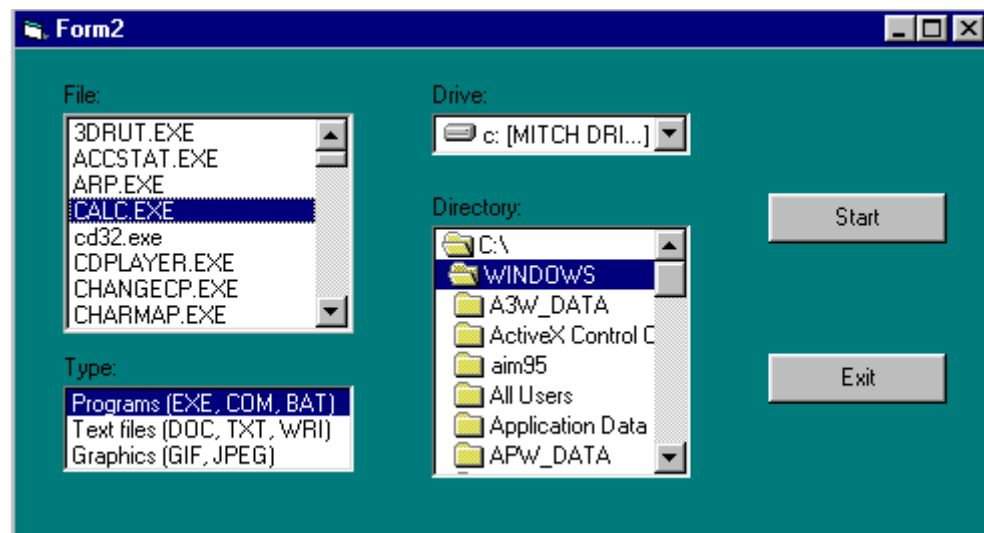 Form2
File:
3DRUT.EXE
ACCSTAT.EXE
ARP.EXE
CALC.EXE
cd32.exe
CDPLAYER.EXE
CHANGECP.EXE
CHARMAP.EXE
Type:
Programs (EXE, COM, BAT)
Text files (DOC, TXT, WRI)
Graphics (GIF, JPEG)
Drive:
c: [MITCH DRI...]
Directory:
C:\
WINDOWS
A3W_DATA
ActiveX Control C
aim95
All Users
Application Data
APW_DATA
Start
Exit